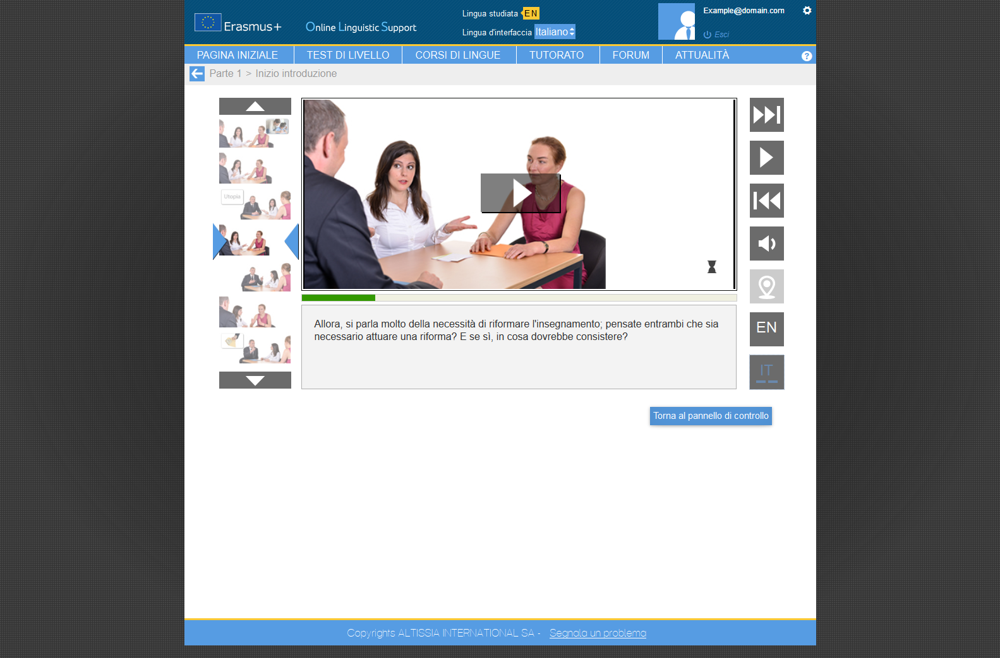 Erasmus+
Online Linguistic Support
Lingua studiata EN
Lingua d'interfaccia Italiano
Example@domain.com
Esci
PAGINA INIZIALE
TEST DI LIVELLO
CORSI DI LINGUE
TUTORATO
FORUM
ATTUALITÀ
?
Parte 1 > Inizio introduzione
Utopia
Allora, si parla molto della necessità di riformare l'insegnamento; pensate entrambi che sia
necessario attuare una riforma? E se sì, in cosa dovrebbe consistere?
EN
IT
Torna al pannello di controllo
Copyrights ALTISSIA INTERNATIONAL SA - Segnala un problema